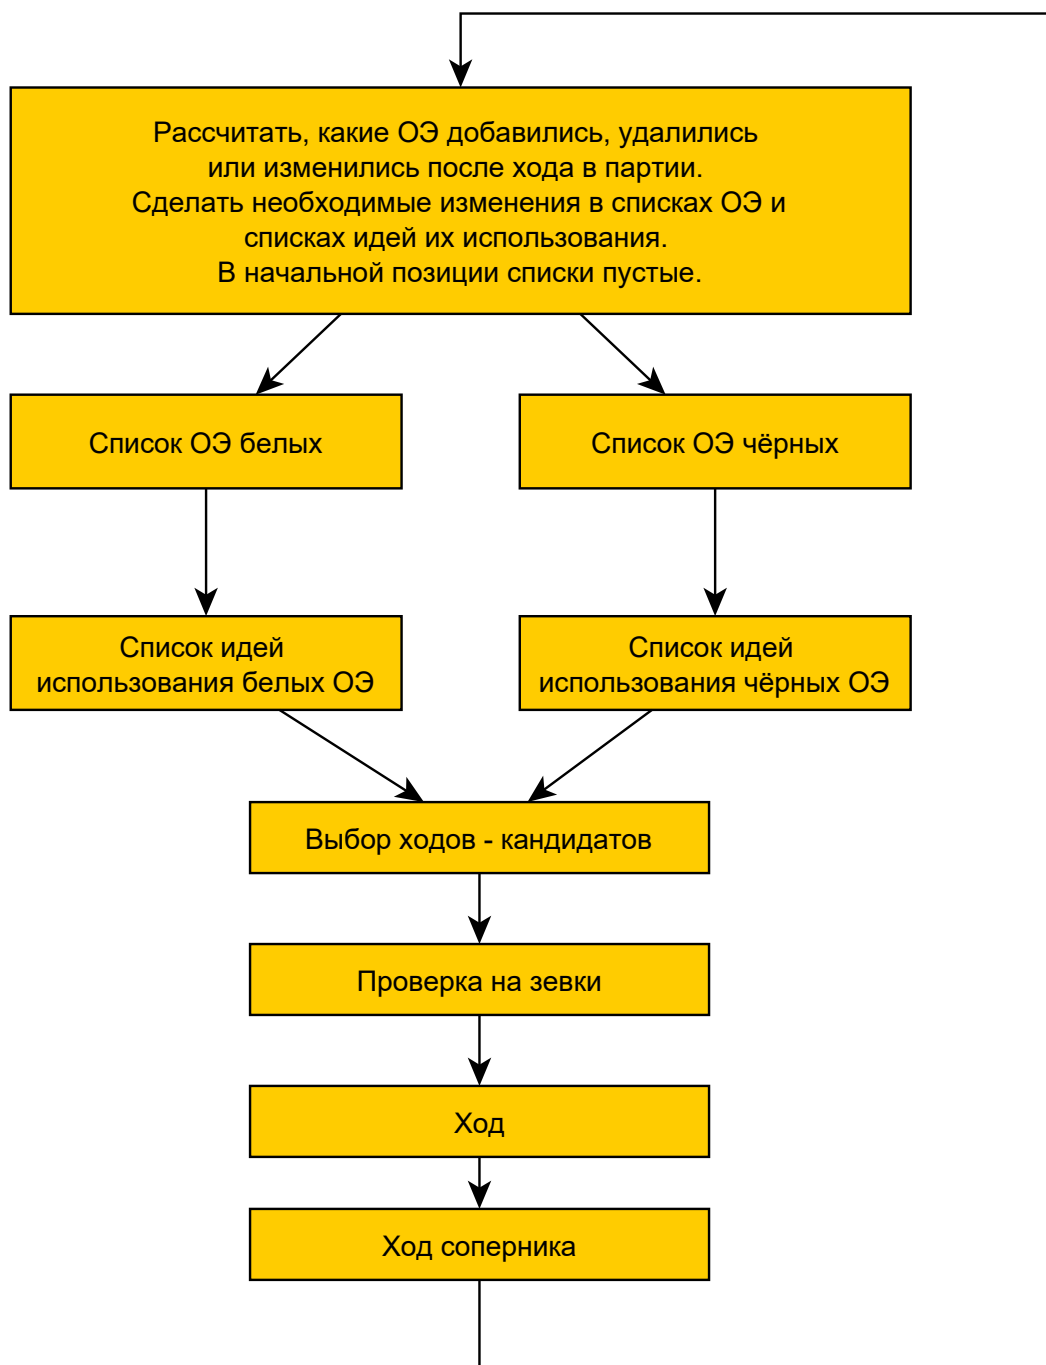 Рассчитать, какие ОЭ добавились, удалились
или изменились после хода в партии.
Сделать необходимые изменения в списках ОЭ и
списках идей их использования.
В начальной позиции списки пустые.
Список ОЭ белых
Список ОЭ чёрных
Список идей
использования белых ОЭ
Список идей
использования чёрных ОЭ
Выбор ходов - кандидатов
Проверка на зевки
Ход
Ход соперника